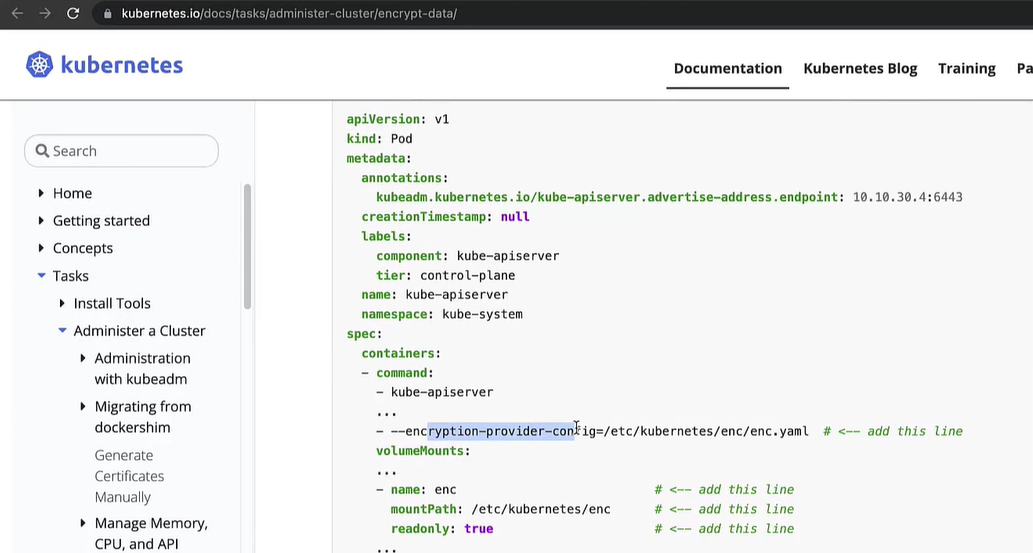 kubernetes.io/docs/tasks/administer-cluster/encrypt-data/
kubernetes
Documentation Kubernetes Blog Training Pa
Search
Home
Getting started
Concepts
Tasks
Install Tools
Administer a Cluster
Administration
with kubeadm
Migrating from
dockershim
Generate
Certificates
Manually
Manage Memory,
CPU, and API
apiVersion: v1
kind: Pod
metadata:
annotations:
kubeadm.kubernetes.io/kube-apiserver.advertise-address.endpoint: 10.10.30.4:6443
creationTimestamp: null
labels:
component: kube-apiserver
tier: control-plane
name: kube-apiserver
namespace: kube-system
spec:
containers:
- command:
- kube-apiserver
...
- --encryption-provider-config=/etc/kubernetes/enc/enc.yaml # <-- add this line
volumeMounts:
...
- name: enc # <-- add this line
mountPath: /etc/kubernetes/enc # <-- add this line
readonly: true # <-- add this line
...